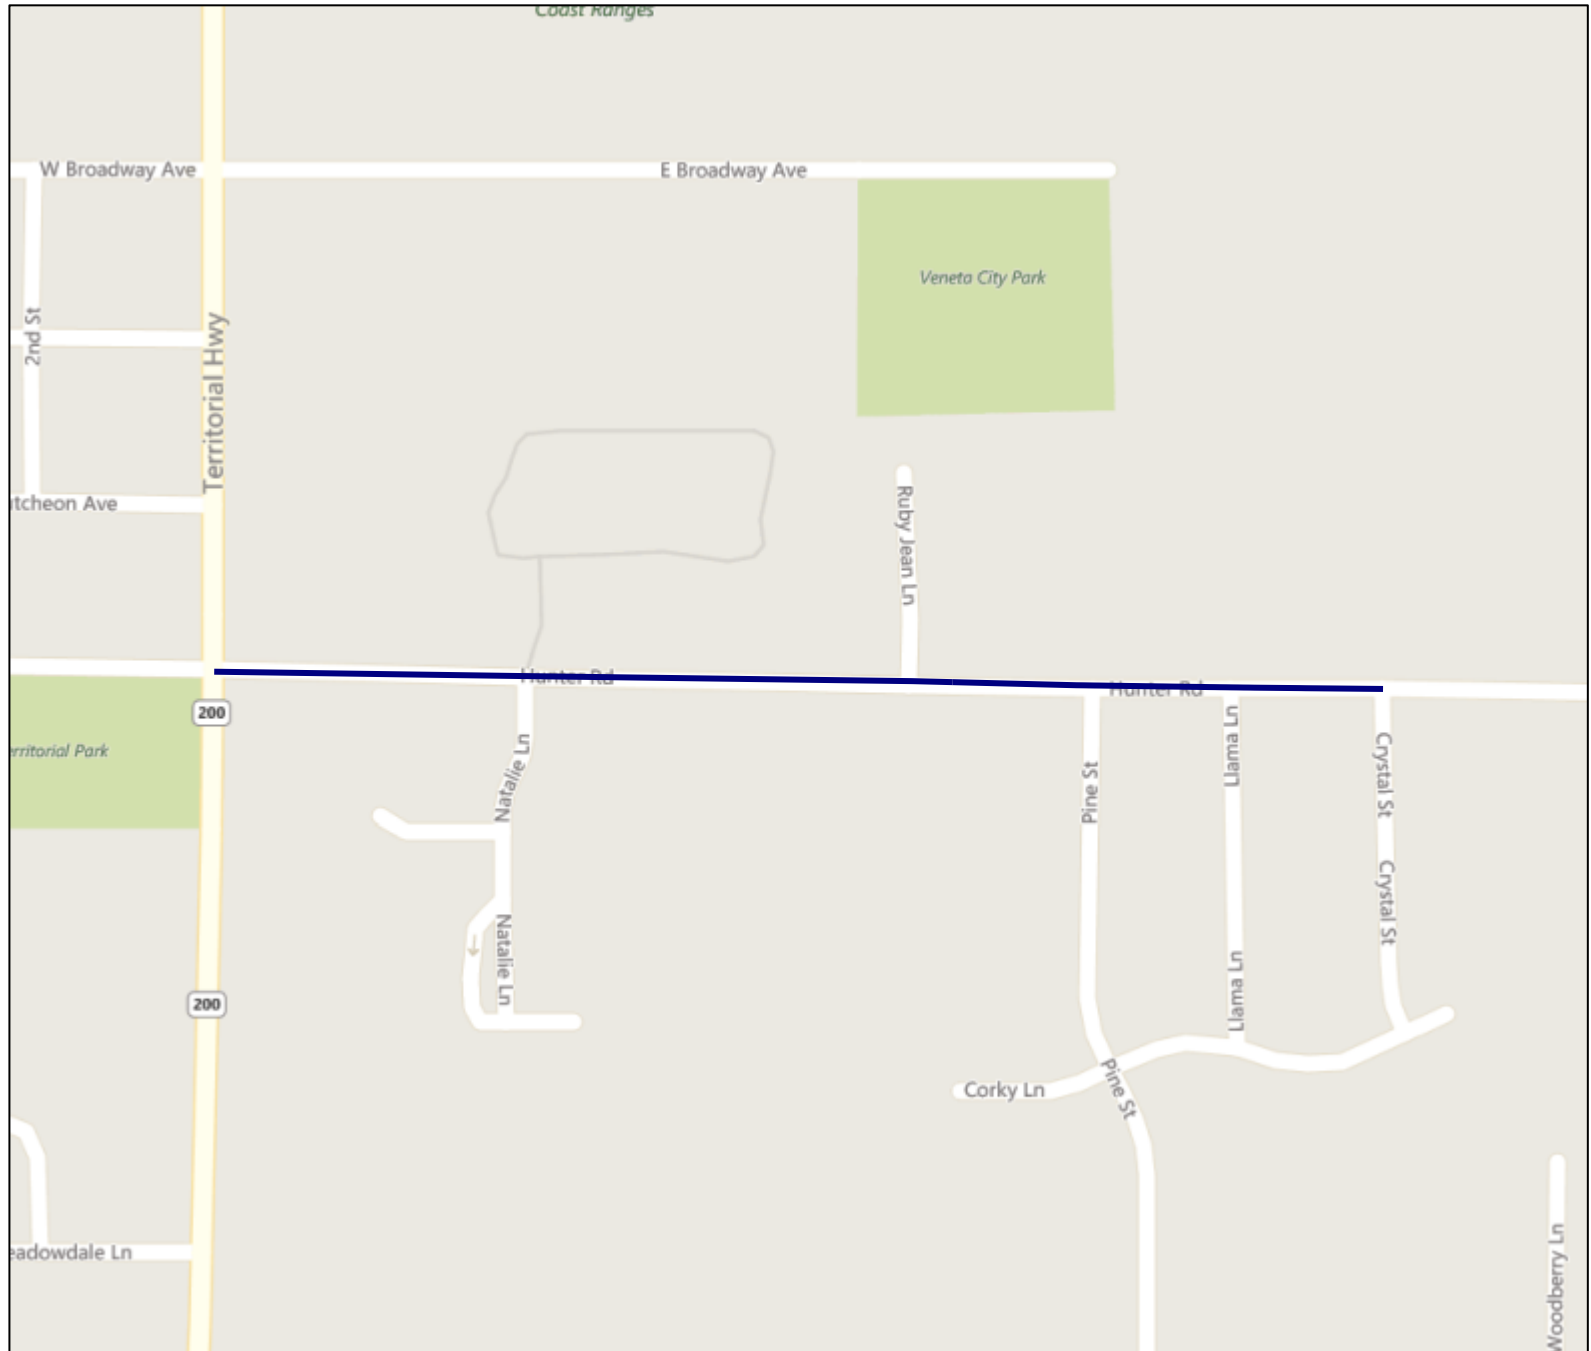 Coast Ranges
W Broadway Ave
E Broadway Ave
Veneta City Park
2nd St
Territorial Hwy
utcheon Ave
Ruby Jean Ln
Hunter Rd
Hunter Rd
200
erritorial Park
Natalie Ln
Pine St
Llama Ln
Crystal St
Crystal St
Natalie Ln
Llama Ln
200
Corky Ln
Pine St
eadowdale Ln
Woodberry Ln